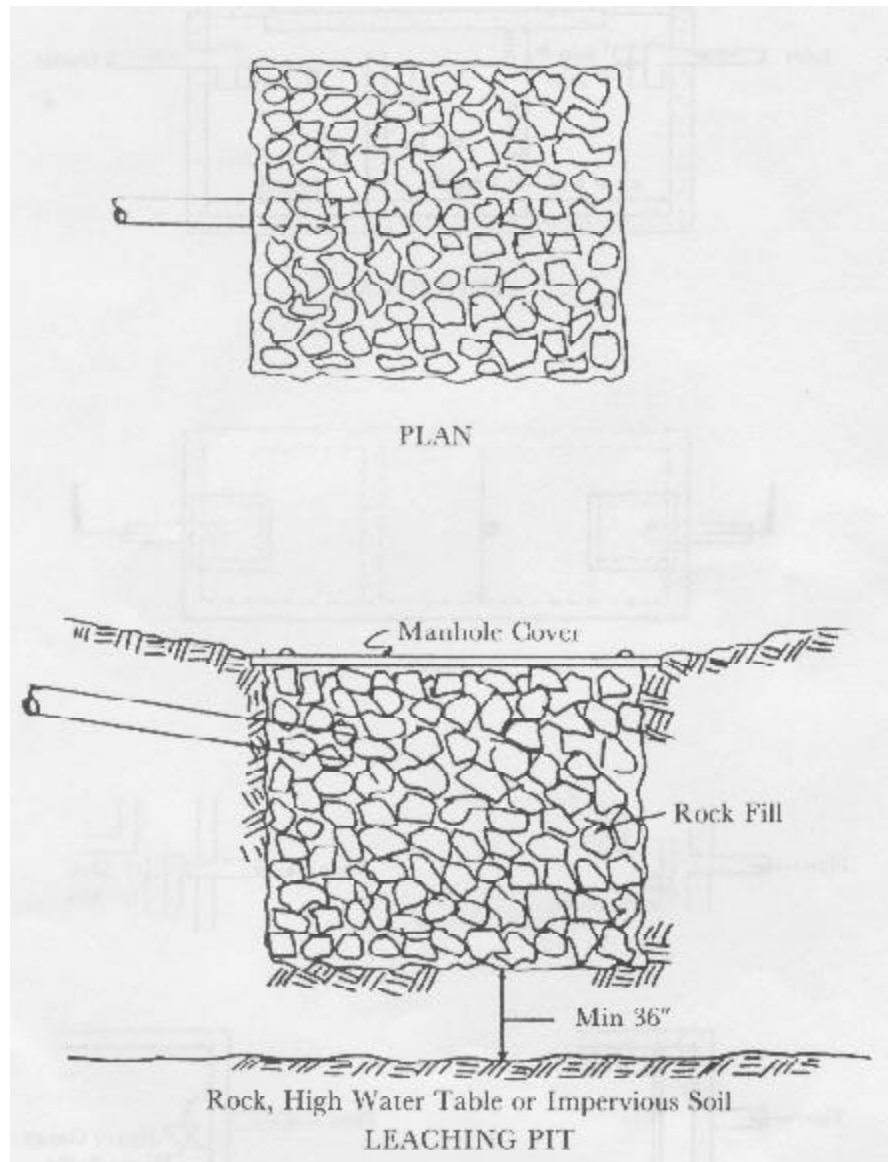 PLAN
Manhole Cover
Rock Fill
Min 36"
Rock, High Water Table or Impervious Soil
LEACHING PIT